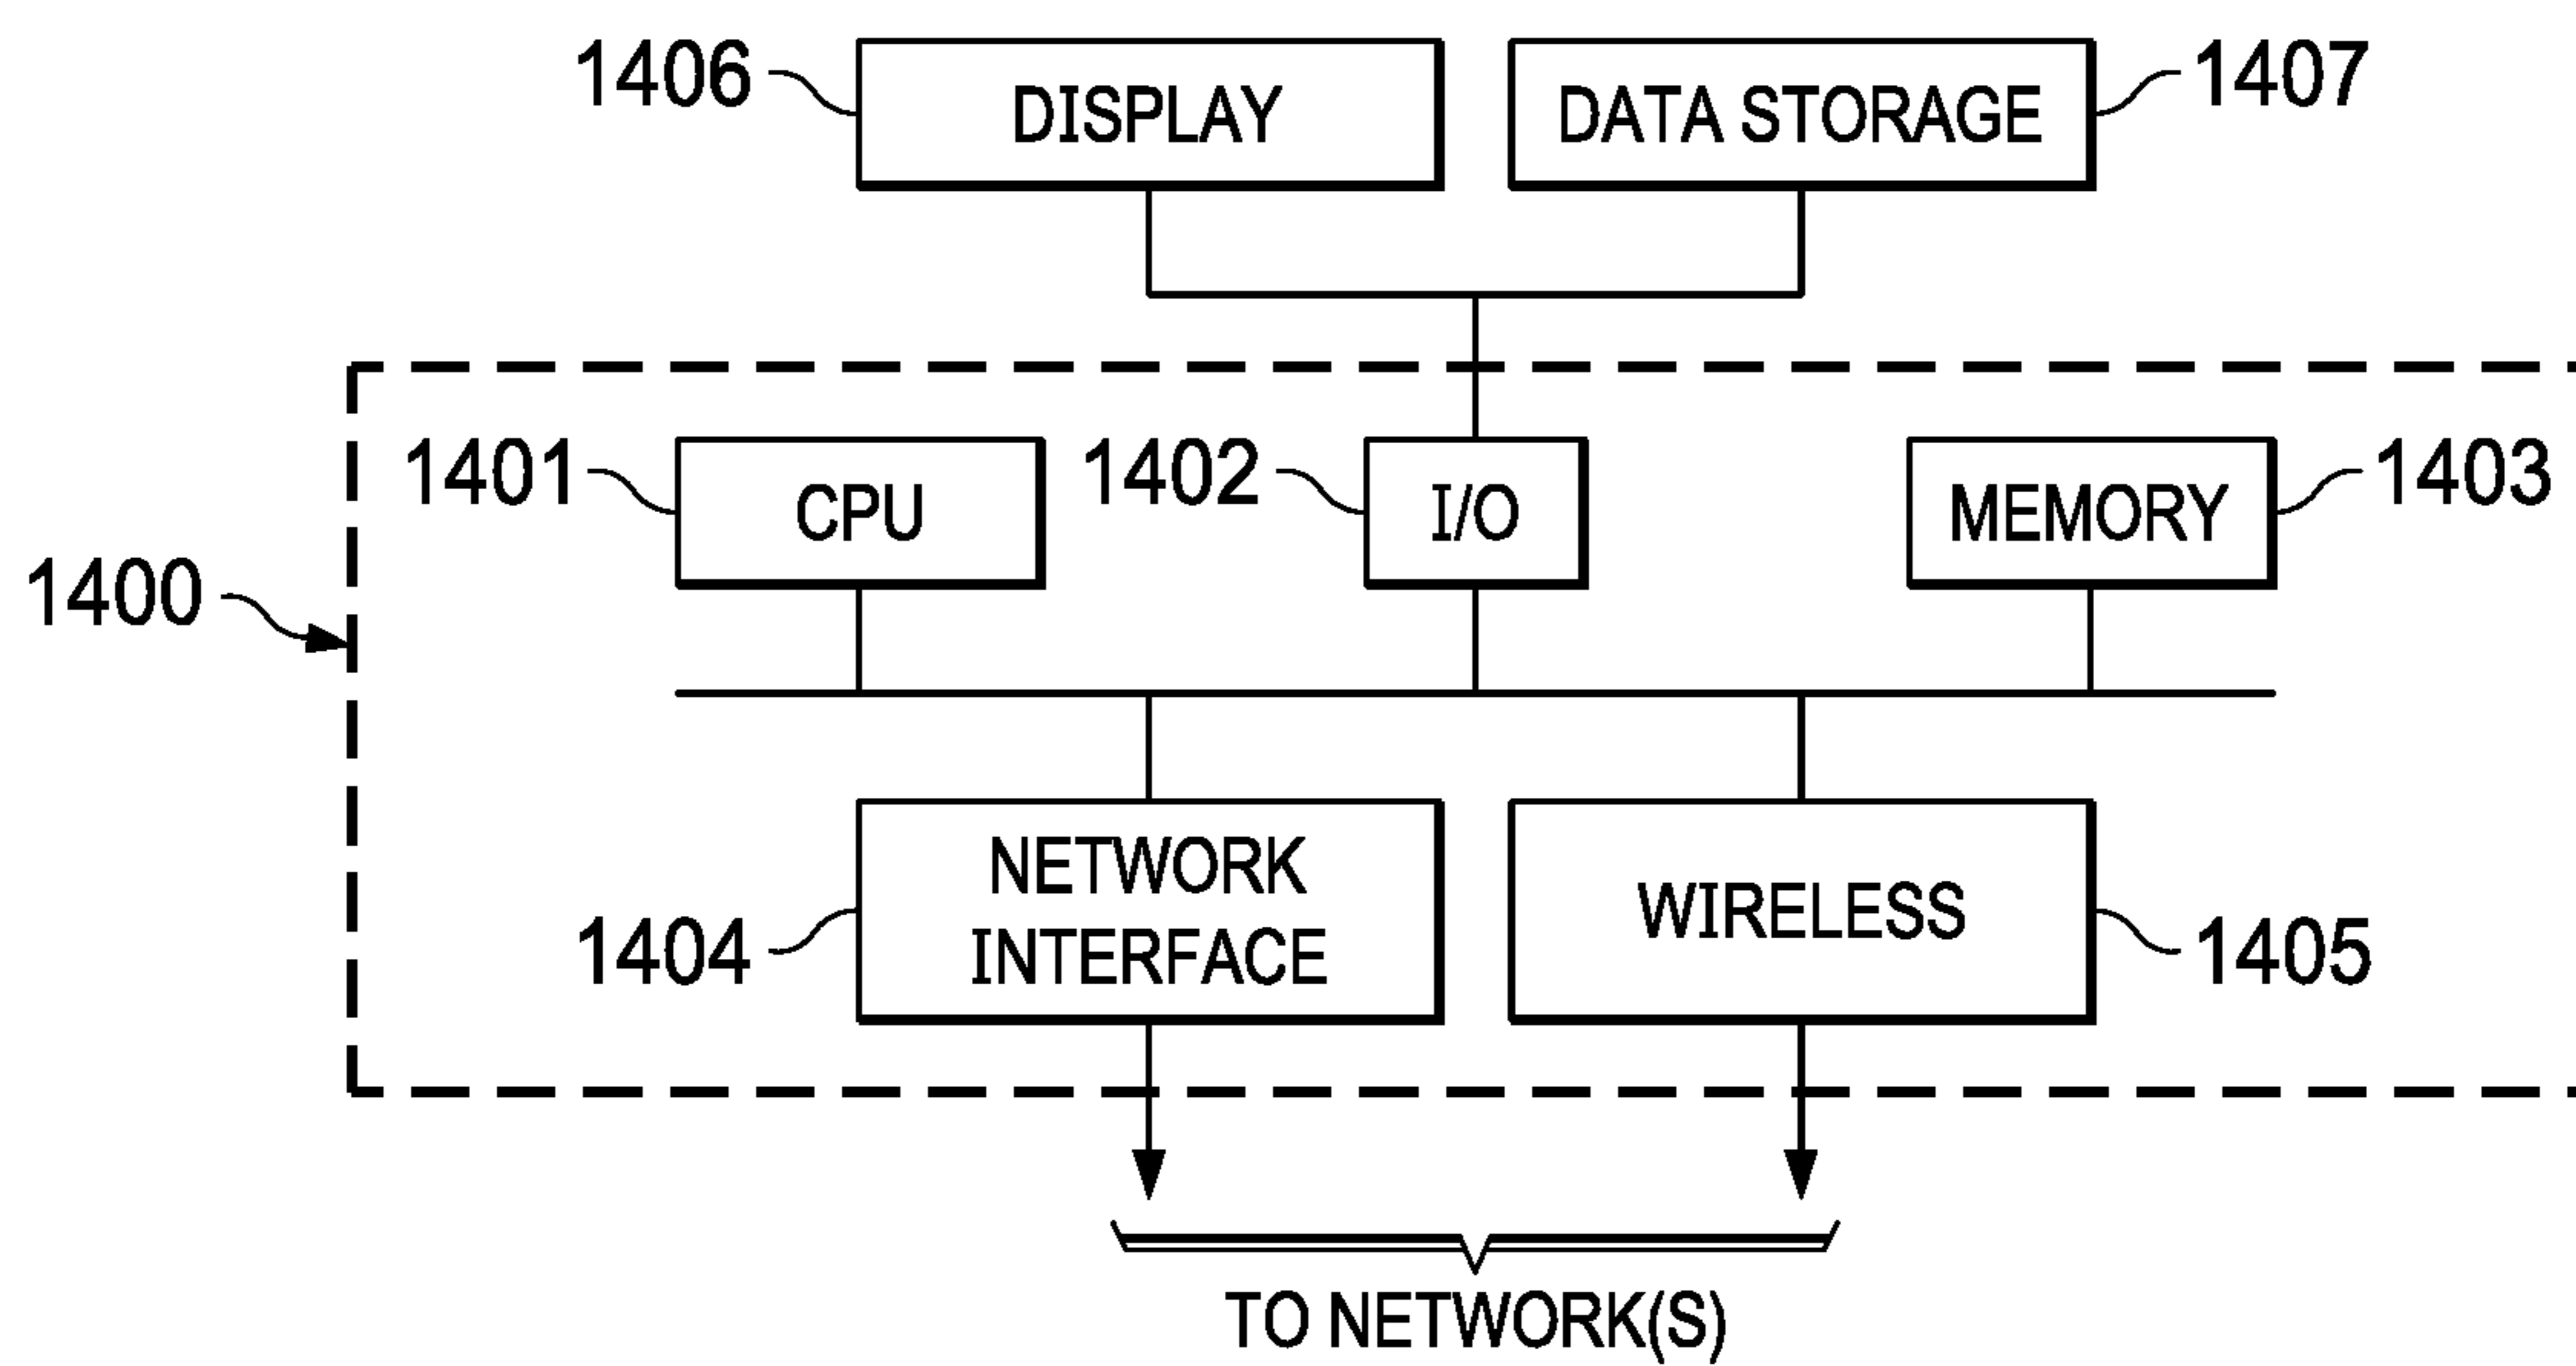 1406 DISPLAY DATA STORAGE 1407
1401 CPU 1402 I/O MEMORY 1403
1400
NETWORK
INTERFACE
WIRELESS
1404 1405
TO NETWORK(S)